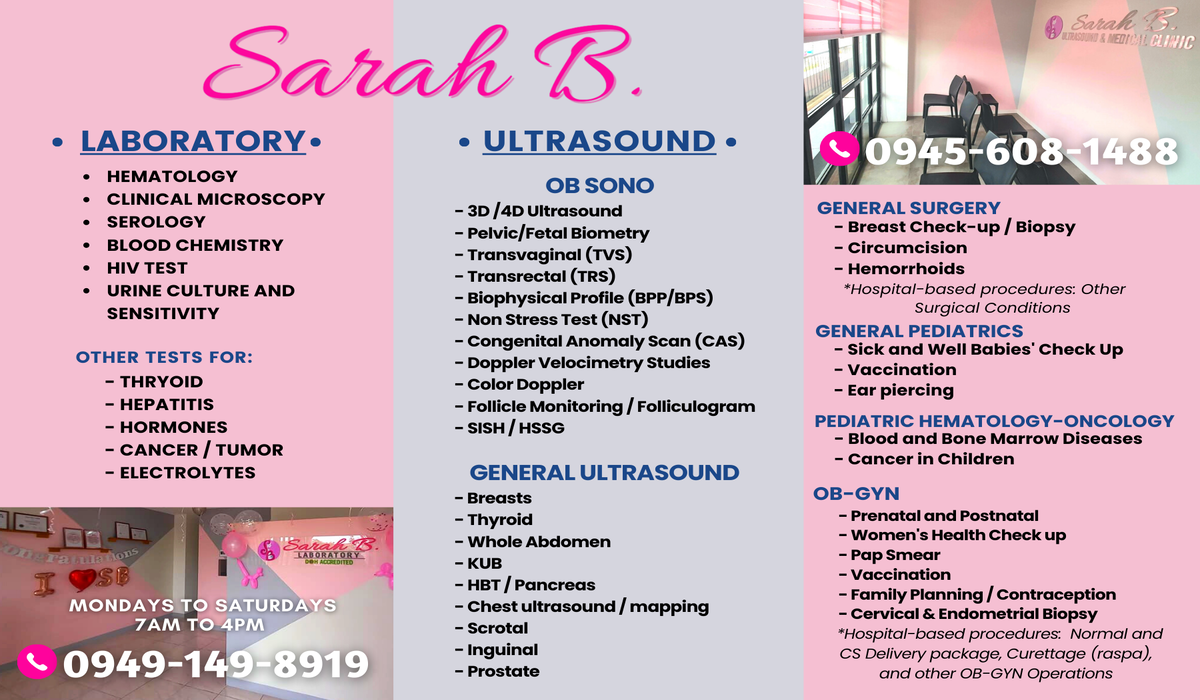 Sarah B.
• LABORATORY •
• HEMATOLOGY
• CLINICAL MICROSCOPY
• SEROLOGY
• BLOOD CHEMISTRY
• HIV TEST
• URINE CULTURE AND
SENSITIVITY
OTHER TESTS FOR:
- THRYOID
- HEPATITIS
- HORMONES
- CANCER / TUMOR
- ELECTROLYTES
Congratulations
I SB
Sarah B.
LABORATORY
DOH ACCREDITED
MONDAYS TO SATURDAYS
7AM TO 4PM
0949-149-8919
• ULTRASOUND •
OB SONO
- 3D /4D Ultrasound
- Pelvic/Fetal Biometry
- Transvaginal (TVS)
- Transrectal (TRS)
- Biophysical Profile (BPP/BPS)
- Non Stress Test (NST)
- Congenital Anomaly Scan (CAS)
- Doppler Velocimetry Studies
- Color Doppler
- Follicle Monitoring / Folliculogram
- SISH / HSSG
GENERAL ULTRASOUND
- Breasts
- Thyroid
- Whole Abdomen
- KUB
- HBT / Pancreas
- Chest ultrasound / mapping
- Scrotal
- Inguinal
- Prostate
Sarah B.
ULTRASOUND & MEDICAL CLINIC
0945-608-1488
GENERAL SURGERY
- Breast Check-up / Biopsy
- Circumcision
- Hemorrhoids
*Hospital-based procedures: Other
Surgical Conditions
GENERAL PEDIATRICS
- Sick and Well Babies' Check Up
- Vaccination
- Ear piercing
PEDIATRIC HEMATOLOGY-ONCOLOGY
- Blood and Bone Marrow Diseases
- Cancer in Children
OB-GYN
- Prenatal and Postnatal
- Women's Health Check up
- Pap Smear
- Vaccination
- Family Planning / Contraception
- Cervical & Endometrial Biopsy
*Hospital-based procedures: Normal and
CS Delivery package, Curettage (raspa),
and other OB-GYN Operations